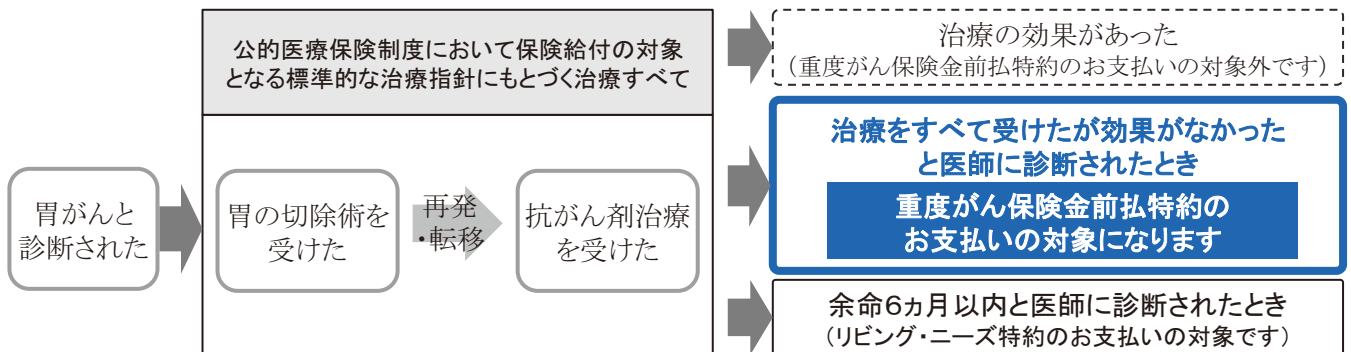 胃がんと
診断された
公的医療保険制度において保険給付の対象
となる標準的な治療指針にもとづく治療すべて
胃の切除術を
受けた
再発
・転移
抗がん剤治療
を受けた
治療の効果があった
（重度がん保険金前払特約のお支払いの対象外です）
治療をすべて受けたが効果がなかった
と医師に診断されたとき
重度がん保険金前払特約の
お支払いの対象になります
余命６ヵ月以内と医師に診断されたとき
（リビング・ニーズ特約のお支払いの対象です）